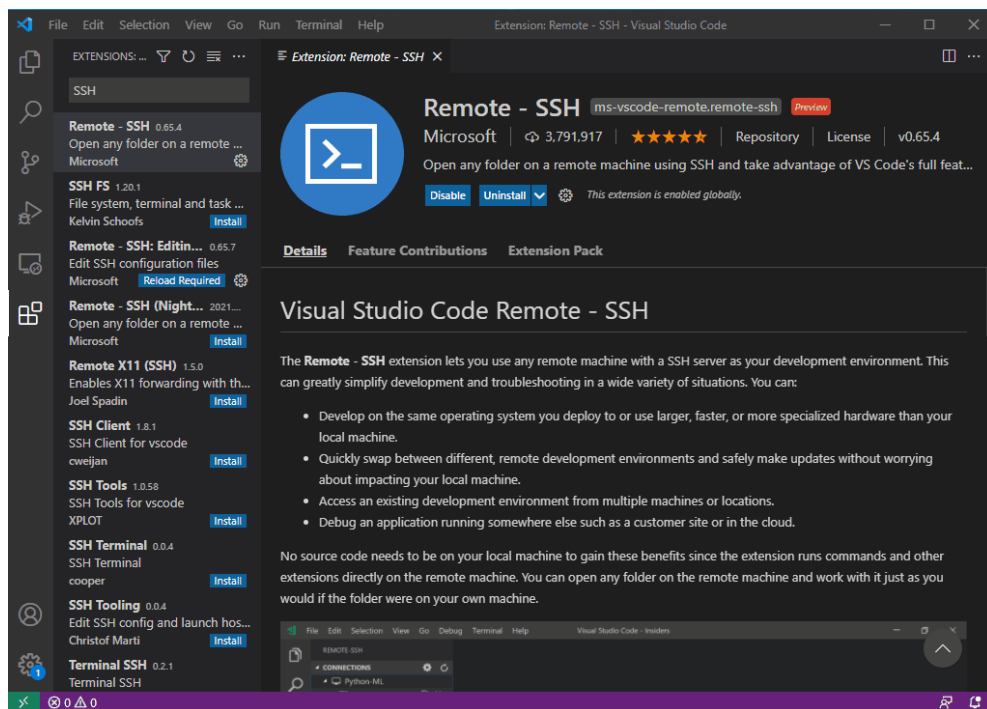 File Edit Selection View Go Run Terminal Help Extension: Remote - SSH - Visual Studio Code
EXTENSIONS: ...
Extension: Remote - SSH
SSH
Remote - SSH 0.65.4
Open any folder on a remote ...
Microsoft
SSH FS 1.20.1
File system, terminal and task ...
Kelvin Schoofs Install
Remote - SSH: Editin... 0.65.7
Edit SSH configuration files
Microsoft Reload Required
Remote - SSH (Night... 2021....
Open any folder on a remote ...
Microsoft Install
Remote X11 (SSH) 1.5.0
Enables X11 forwarding with th...
Joel Spadin Install
SSH Client 1.8.1
SSH Client for vscode
cweijan Install
SSH Tools 1.0.58
SSH Tools for vscode
XPLOT Install
SSH Terminal 0.0.4
SSH Terminal
cooper Install
SSH Tooling 0.0.4
Edit SSH config and launch hos...
Christof Marti Install
Terminal SSH 0.2.1
Terminal SSH
1
0 0
Remote - SSH ms-vscode-remote.remote-ssh Preview
Microsoft 3,791,917 Repository License v0.65.4
Open any folder on a remote machine using SSH and take advantage of VS Code's full feat...
Disable Uninstall This extension is enabled globally.
Details Feature Contributions Extension Pack
Visual Studio Code Remote - SSH
The Remote - SSH extension lets you use any remote machine with a SSH server as your development environment. This
can greatly simplify development and troubleshooting in a wide variety of situations. You can:
• Develop on the same operating system you deploy to or use larger, faster, or more specialized hardware than your
local machine.
• Quickly swap between different, remote development environments and safely make updates without worrying
about impacting your local machine.
• Access an existing development environment from multiple machines or locations.
• Debug an application running somewhere else such as a customer site or in the cloud.
No source code needs to be on your local machine to gain these benefits since the extension runs commands and other
extensions directly on the remote machine. You can open any folder on the remote machine and work with it just as you
would if the folder were on your own machine.
File Edit Selection View Go Debug Terminal Help Visual Studio Code - Insiders
REMOTE-SSH
CONNECTIONS
Python-ML